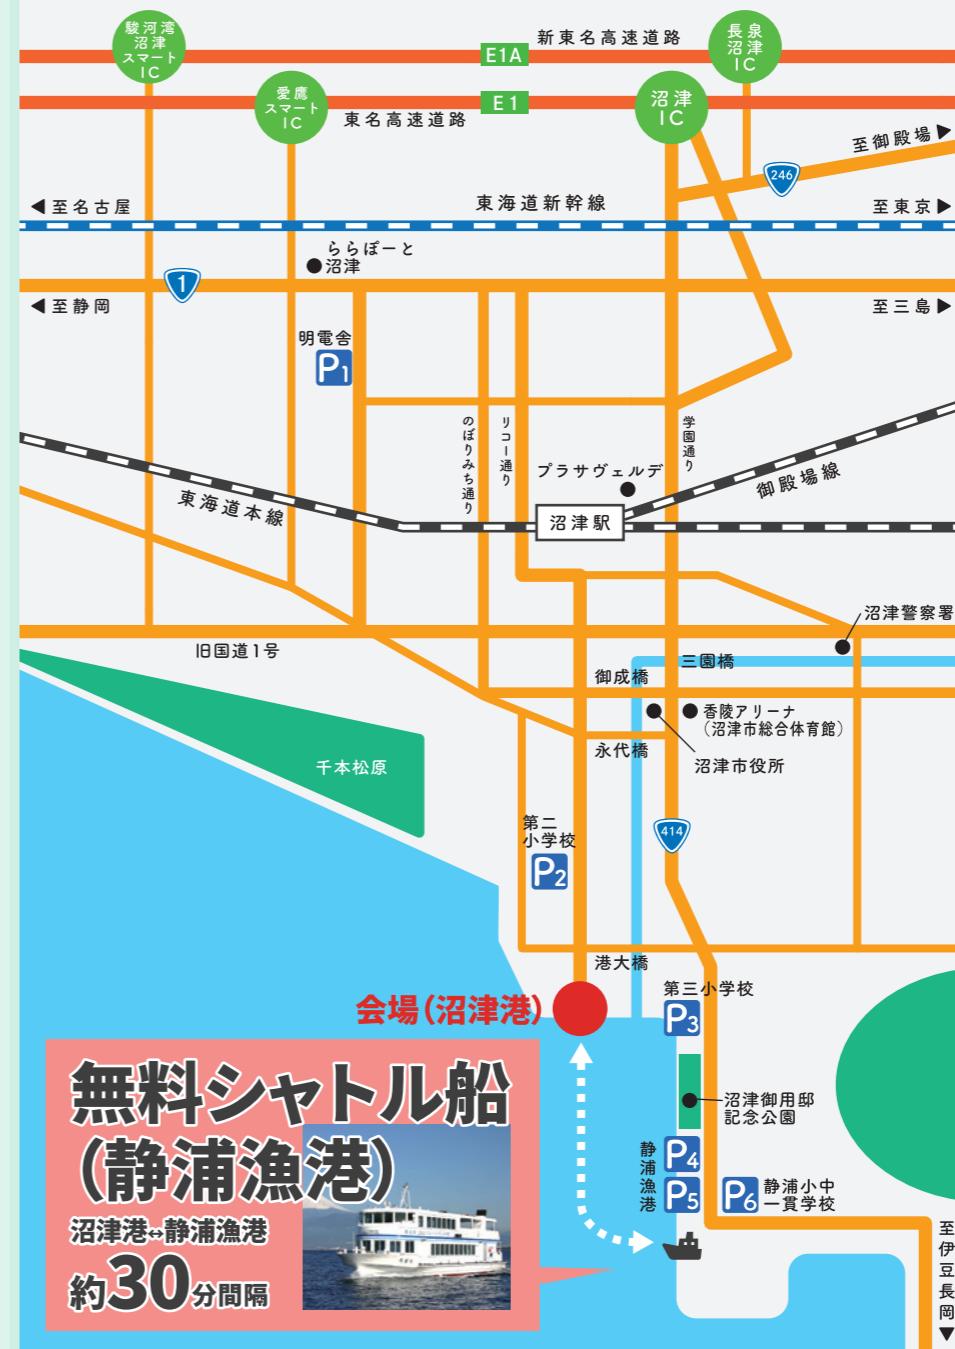 駿河湾
沼津
スマート
IC
長泉
沼津
IC
新東名高速道路
E1A
愛鷹
スマート
IC
東名高速道路
E1
沼津
IC
至御殿場▶
246
◀至名古屋
東海道新幹線
至東京▶
ららぽーと
沼津
1
◀至静岡
至三島▶
明電舎
P1
のぼりみち通り
リコー通り
学園通り
プラサヴェルデ
御殿場線
東海道本線
沼津駅
沼津警察署
旧国道1号
三園橋
御成橋
香陵アリーナ
(沼津市総合体育館)
永代橋
沼津市役所
千本松原
第二
小学校
P2
414
港大橋
第三小学校
P3
会場(沼津港)
沼津御用邸
記念公園
静浦漁港
P4
P5
P6
静浦小中
一貫学校
至伊豆長岡▼
無料シャトル船
(静浦漁港)
沼津港↔静浦漁港
約30分間隔